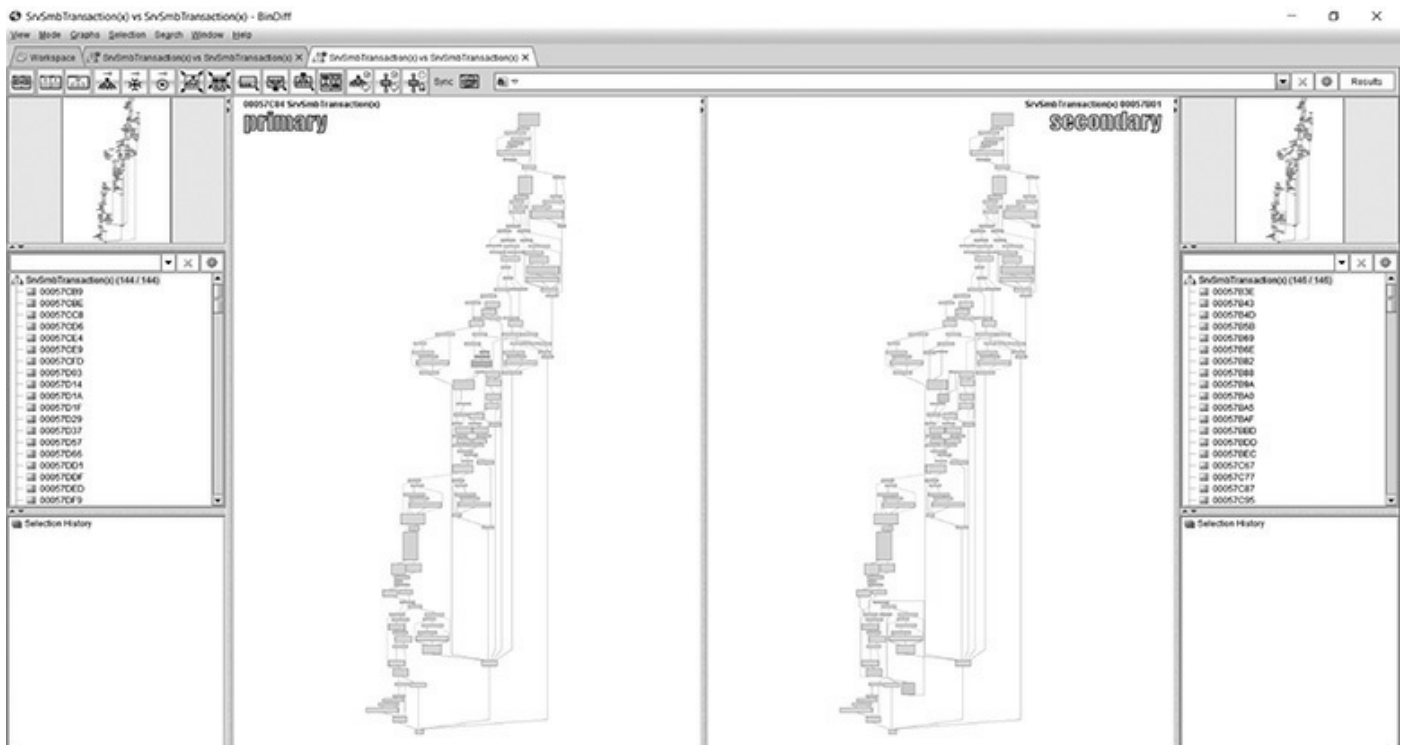 SrvSmbTransaction(x) vs SrvSmbTransaction(x) - BinDiff
View Mode Graphs Selection Search Window Help
Workspace SrvSmbTransaction(x) vs SrvSmbTransaction(x) X SrvSmbTransaction(x) vs SrvSmbTransaction(x) X
Sync Results
00057C84 SrvSmbTransaction(x)
primary
SrvSmbTransaction(x) 00057B01
secondary
SrvSmbTransaction(x) (144 / 144)
00057CB9
00057CBE
00057CC8
00057CD6
00057CE4
00057CE9
00057CFD
00057D03
00057D14
00057D1A
00057D1F
00057D29
00057D37
00057D57
00057D66
00057DD1
00057DDF
00057DED
00057DF9
Selection History
SrvSmbTransaction(x) (146 / 146)
00057B3E
00057B43
00057B4D
00057B5B
00057B69
00057B6E
00057B82
00057B88
00057B9A
00057BA0
00057BA5
00057BAF
00057BBD
00057BDD
00057BEC
00057C67
00057C77
00057C87
00057C95
Selection History